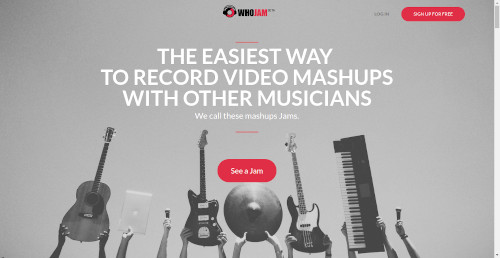 WHOJAM
LOG IN
SIGN UP FOR FREE
THE EASIEST WAY
TO RECORD VIDEO MASHUPS
WITH OTHER MUSICIANS
We call these mashups Jams.
See a Jam